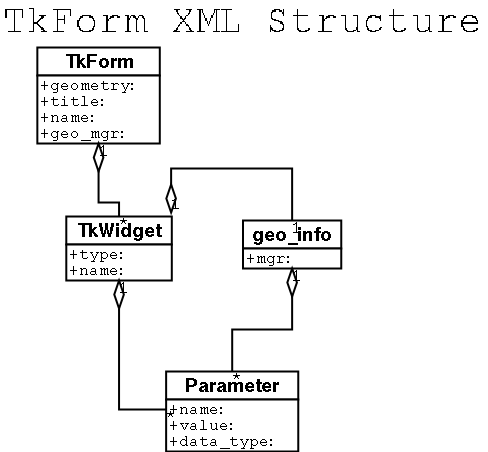 TkForm XML Structure
TkForm
+geometry:
+title:
+name:
+geo_mgr:
1
1
*
TkWidget
+type:
+name:
1
1
geo_info
+mgr:
1
*
Parameter
+name:
*
+value:
+data_type: